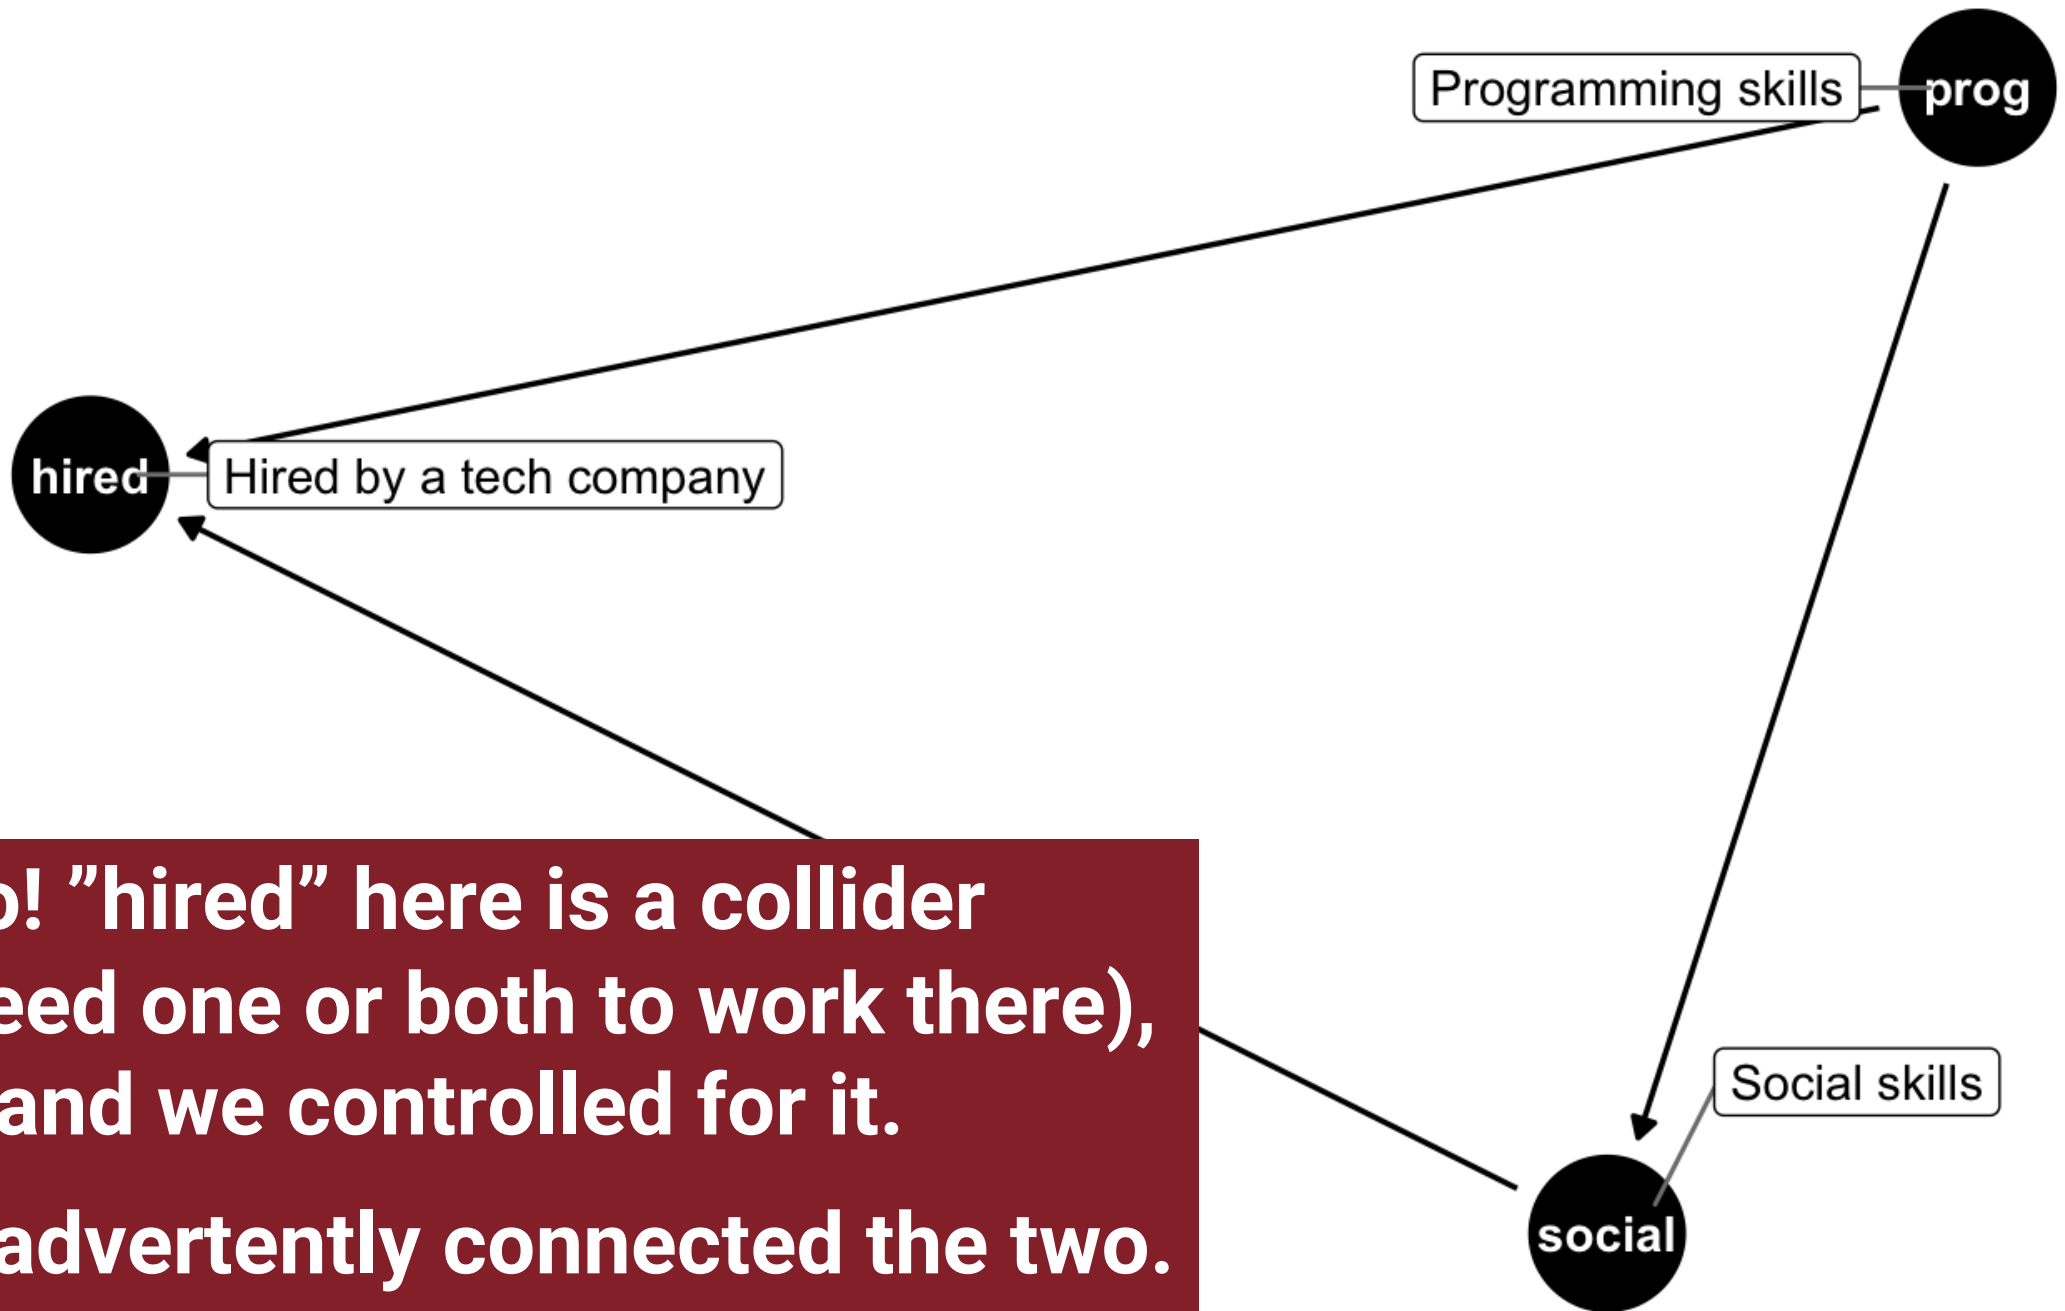 Programming skills
prog
hired
Hired by a tech company
o! ”hired” here is a collider
eed one or both to work there),
and we controlled for it.
advertently connected the two.
Social skills
social